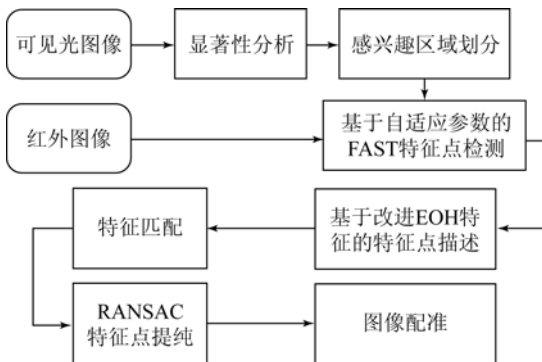 可见光图像
显著性分析
感兴趣区域划分
红外图像
基于自适应参数的
FAST特征点检测
特征匹配
基于改进EOH特
征的特征点描述
RANSAC
特征点提纯
图像配准